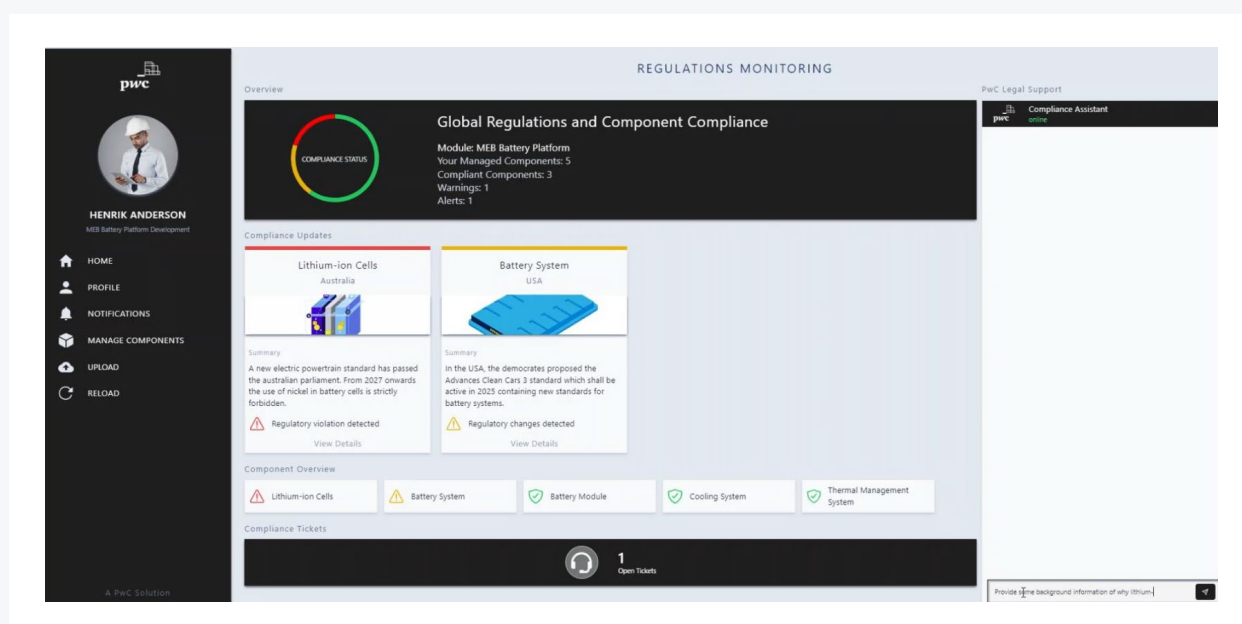 pwc
HENRIK ANDERSON
MEB Battery Platform Development
HOME
PROFILE
NOTIFICATIONS
MANAGE COMPONENTS
UPLOAD
RELOAD
A PwC Solution
REGULATIONS MONITORING
Overview
COMPLIANCE STATUS
Global Regulations and Component Compliance
Module: MEB Battery Platform
Your Managed Components: 5
Compliant Components: 3
Warnings: 1
Alerts: 1
Compliance Updates
Lithium-ion Cells
Australia
Summary
A new electric powertrain standard has passed
the australian parliament. From 2027 onwards
the use of nickel in battery cells is strictly
forbidden.
Regulatory violation detected
View Details
Battery System
USA
Summary
In the USA, the democrates proposed the
Advances Clean Cars 3 standard which shall be
active in 2025 containing new standards for
battery systems.
Regulatory changes detected
View Details
Component Overview
Lithium-ion Cells
Battery System
Battery Module
Cooling System
Thermal Management
System
Compliance Tickets
1
Open Tickets
PwC Legal Support
pwc
Compliance Assistant
online
Provide some background information of why lithium-